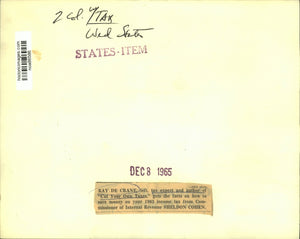 2 col. Y/TAX
Wed States
STATES-ITEM
DEC 8 1965
RAY DE CRANE, left, tax expert and author of
"Cut Your Own Taxes," gets the facts on how to
save money on your 1965 income tax from Com-
missioner of Internal Revenue SHELDON COHEN.